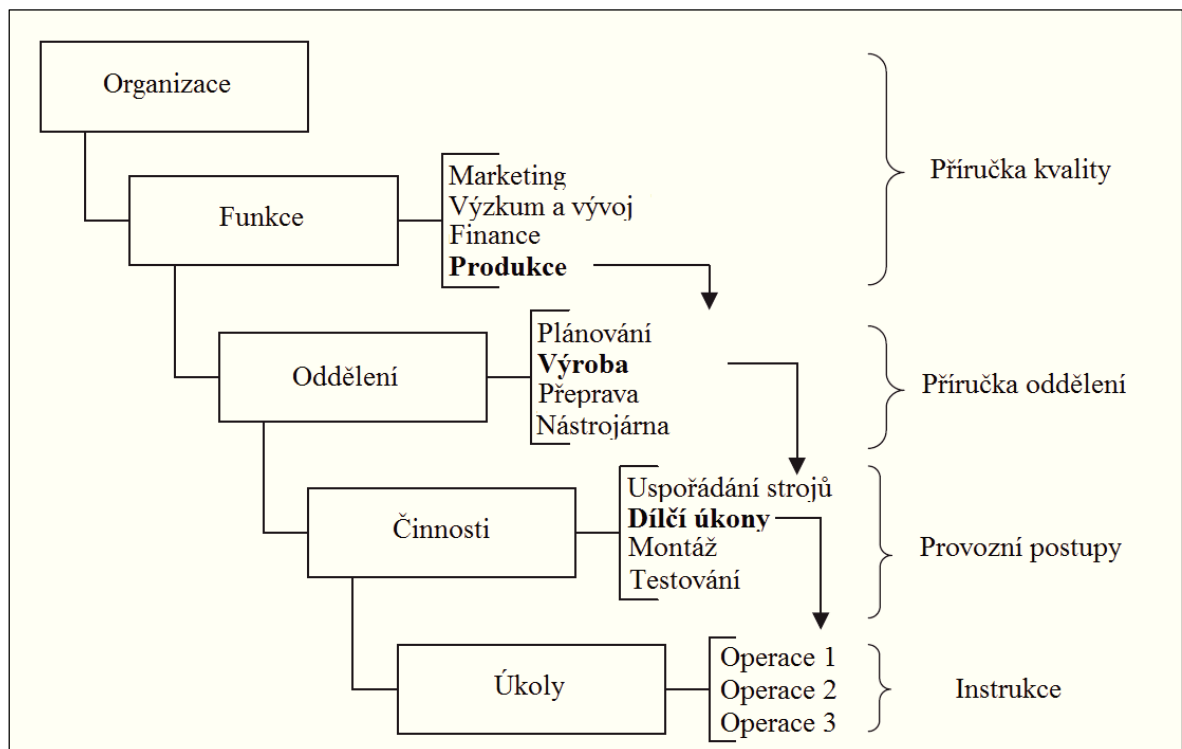 Organizace
Funkce
Marketing
Výzkum a vývoj
Finance
Produkce
Příručka kvality
Oddělení
Plánování
Výroba
Přeprava
Nástrojárna
Příručka oddělení
Činnosti
Uspořádání strojů
Dílčí úkony
Montáž
Testování
Provozní postupy
Úkoly
Operace 1
Operace 2
Operace 3
Instrukce